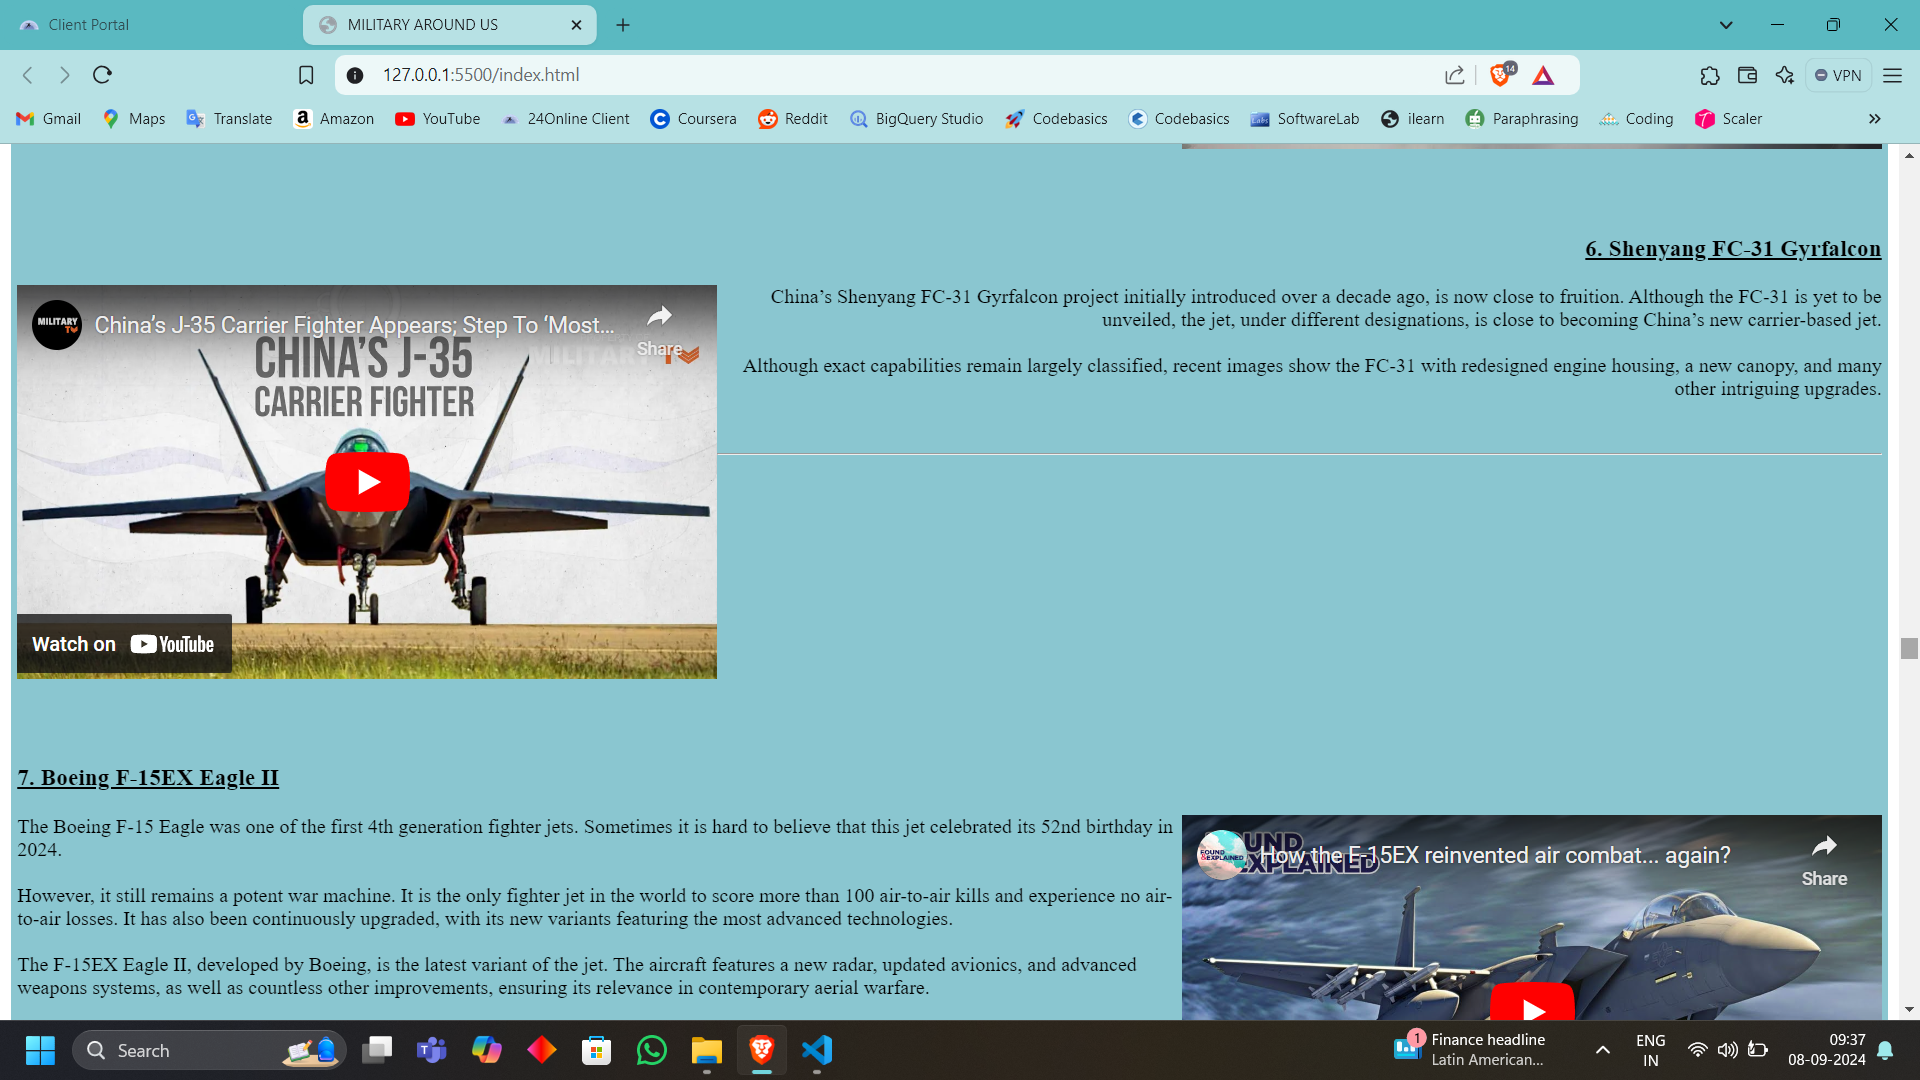 Client Portal
MILITARY AROUND US
127.0.0.1:5500/index.html
14
VPN
Gmail
Maps
Translate
Amazon
YouTube
24Online Client
Coursera
Reddit
BigQuery Studio
Codebasics
Codebasics
SoftwareLab
ilearn
Paraphrasing
Coding
Scaler
6. Shenyang FC-31 Gyrfalcon
MILITARY TV
China’s J-35 Carrier Fighter Appears; Step To ‘Most...
Share
CHINA'S J-35
CARRIER FIGHTER
Watch on YouTube
China’s Shenyang FC-31 Gyrfalcon project initially introduced over a decade ago, is now close to fruition. Although the FC-31 is yet to be
unveiled, the jet, under different designations, is close to becoming China’s new carrier-based jet.
Although exact capabilities remain largely classified, recent images show the FC-31 with redesigned engine housing, a new canopy, and many
other intriguing upgrades.
7. Boeing F-15EX Eagle II
The Boeing F-15 Eagle was one of the first 4th generation fighter jets. Sometimes it is hard to believe that this jet celebrated its 52nd birthday in
2024.
However, it still remains a potent war machine. It is the only fighter jet in the world to score more than 100 air-to-air kills and experience no air-
to-air losses. It has also been continuously upgraded, with its new variants featuring the most advanced technologies.
The F-15EX Eagle II, developed by Boeing, is the latest variant of the jet. The aircraft features a new radar, updated avionics, and advanced
weapons systems, as well as countless other improvements, ensuring its relevance in contemporary aerial warfare.
FOUND
&EXPLAINED
How the F-15EX reinvented air combat... again?
Share
Search
1
Finance headline
Latin American...
ENG
IN
09:37
08-09-2024